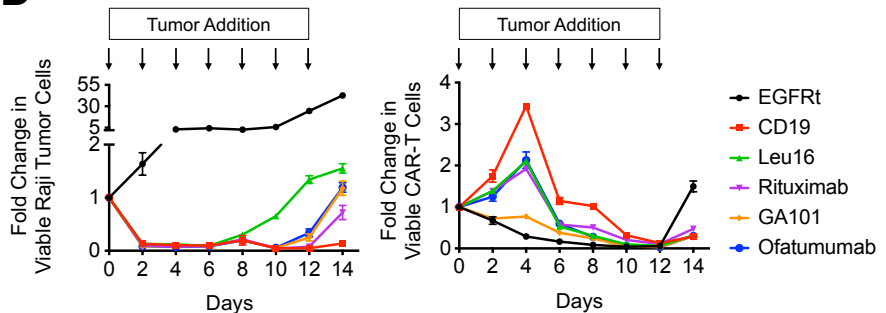 Tumor Addition
Fold Change in
Viable Raji Tumor Cells
55
30
5
2
1
0
0 2 4 6 8 10 12 14
Days
Tumor Addition
Fold Change in
Viable CAR-T Cells
4
3
2
1
0
0 2 4 6 8 10 12 14
Days
EGFRt
CD19
Leu16
Rituximab
GA101
Ofatumumab